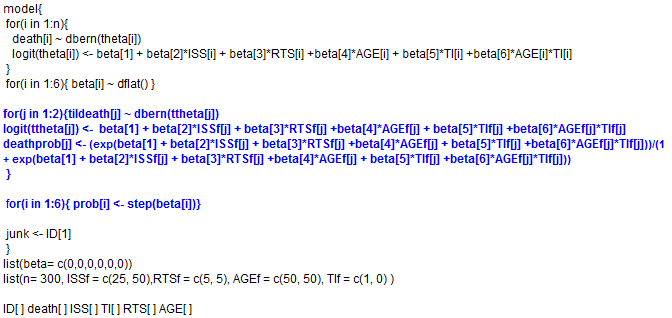 model{
for(i in 1:n){
death[i] ~ dbern(theta[i])
logit(theta[i]) <- beta[1] + beta[2]*ISS[i] + beta[3]*RTS[i] +beta[4]*AGE[i] + beta[5]*TI[i] +beta[6]*AGE[i]*TI[i]
}
for(i in 1:6){ beta[i] ~ dflat() }
for(j in 1:2){tildeath[j] ~ dbern(ttheta[j])
logit(ttheta[j]) <-  beta[1] + beta[2]*ISSf[j] + beta[3]*RTSf[j] +beta[4]*AGEf[j] + beta[5]*TIf[j] +beta[6]*AGEf[j]*TIf[j]
deathprob[j] <- (exp(beta[1] + beta[2]*ISSf[j] + beta[3]*RTSf[j] +beta[4]*AGEf[j] + beta[5]*TIf[j] +beta[6]*AGEf[j]*TIf[j]))/(1
+ exp(beta[1] + beta[2]*ISSf[j] + beta[3]*RTSf[j] +beta[4]*AGEf[j] + beta[5]*TIf[j] +beta[6]*AGEf[j]*TIf[j]))
}
for(i in 1:6){ prob[i] <- step(beta[i])}
junk <- ID[1]
}
list(beta= c(0,0,0,0,0,0))
list(n= 300, ISSf = c(25, 50),RTSf = c(5, 5), AGEf = c(50, 50), TIf = c(1, 0) )
ID[ ] death[ ] ISS[ ] TI[ ] RTS[ ] AGE[ ]